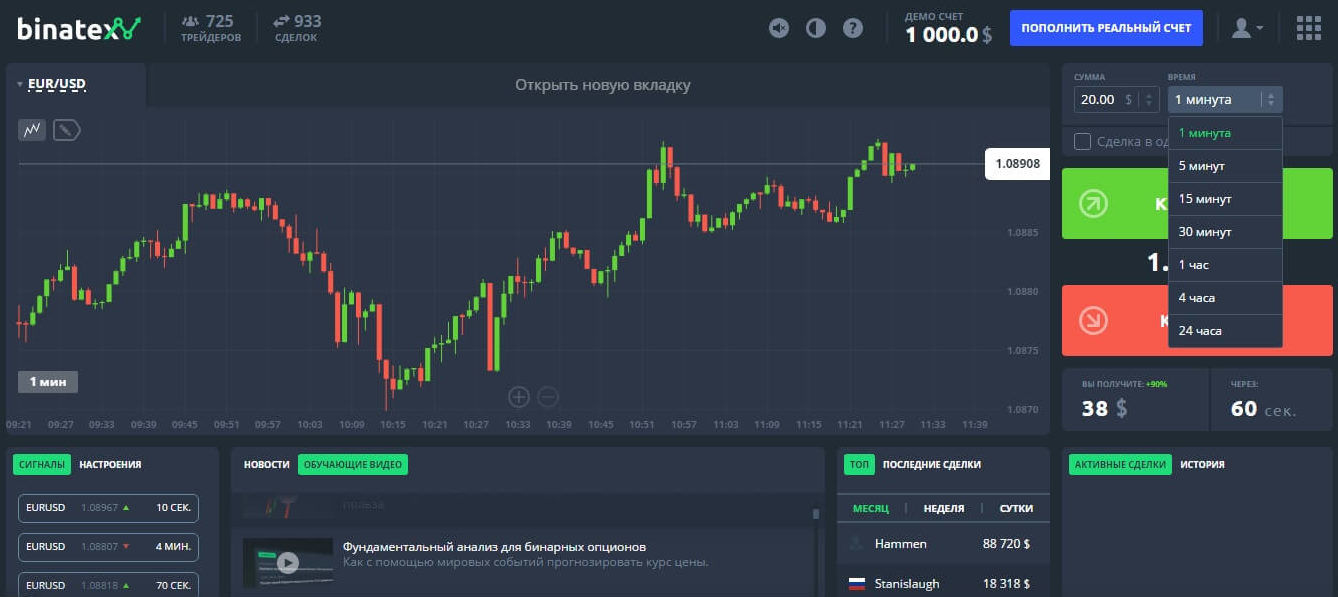 binatex
725
ТРЕЙДЕРОВ
933
СДЕЛОК
?
ДЕМО СЧЕТ
1 000.0 $
ПОПОЛНИТЬ РЕАЛЬНЫЙ СЧЕТ
EUR/USD
Открыть новую вкладку
СУММА
20.00 $
ВРЕМЯ
1 минута
1 минута
5 минут
15 минут
30 минут
1 час
4 часа
24 часа
Сделка в од
К
1.
К
1.08908
1.0885
1.0880
1.0875
1.0870
1 мин
09:21 09:27 09:33 09:39 09:45 09:51 09:57 10:03 10:09 10:15 10:21 10:27 10:33 10:39 10:45 10:51 10:57 11:03 11:09 11:15 11:21 11:27 11:33 11:39
ВЫ ПОЛУЧИТЕ: +90%
38 $
ЧЕРЕЗ:
60 сек.
СИГНАЛЫ НАСТРОЕНИЯ
EURUSD 1.08967 10 СЕК.
EURUSD 1.08807 4 МИН.
EURUSD 1.08818 70 СЕК.
НОВОСТИ ОБУЧАЮЩИЕ ВИДЕО
польза
Фундаментальный анализ для бинарных опционов
Как с помощью мировых событий прогнозировать курс цены.
ТОП ПОСЛЕДНИЕ СДЕЛКИ
МЕСЯЦ НЕДЕЛЯ СУТКИ
Hammen 88 720 $
Stanislaugh 18 318 $
АКТИВНЫЕ СДЕЛКИ ИСТОРИЯ